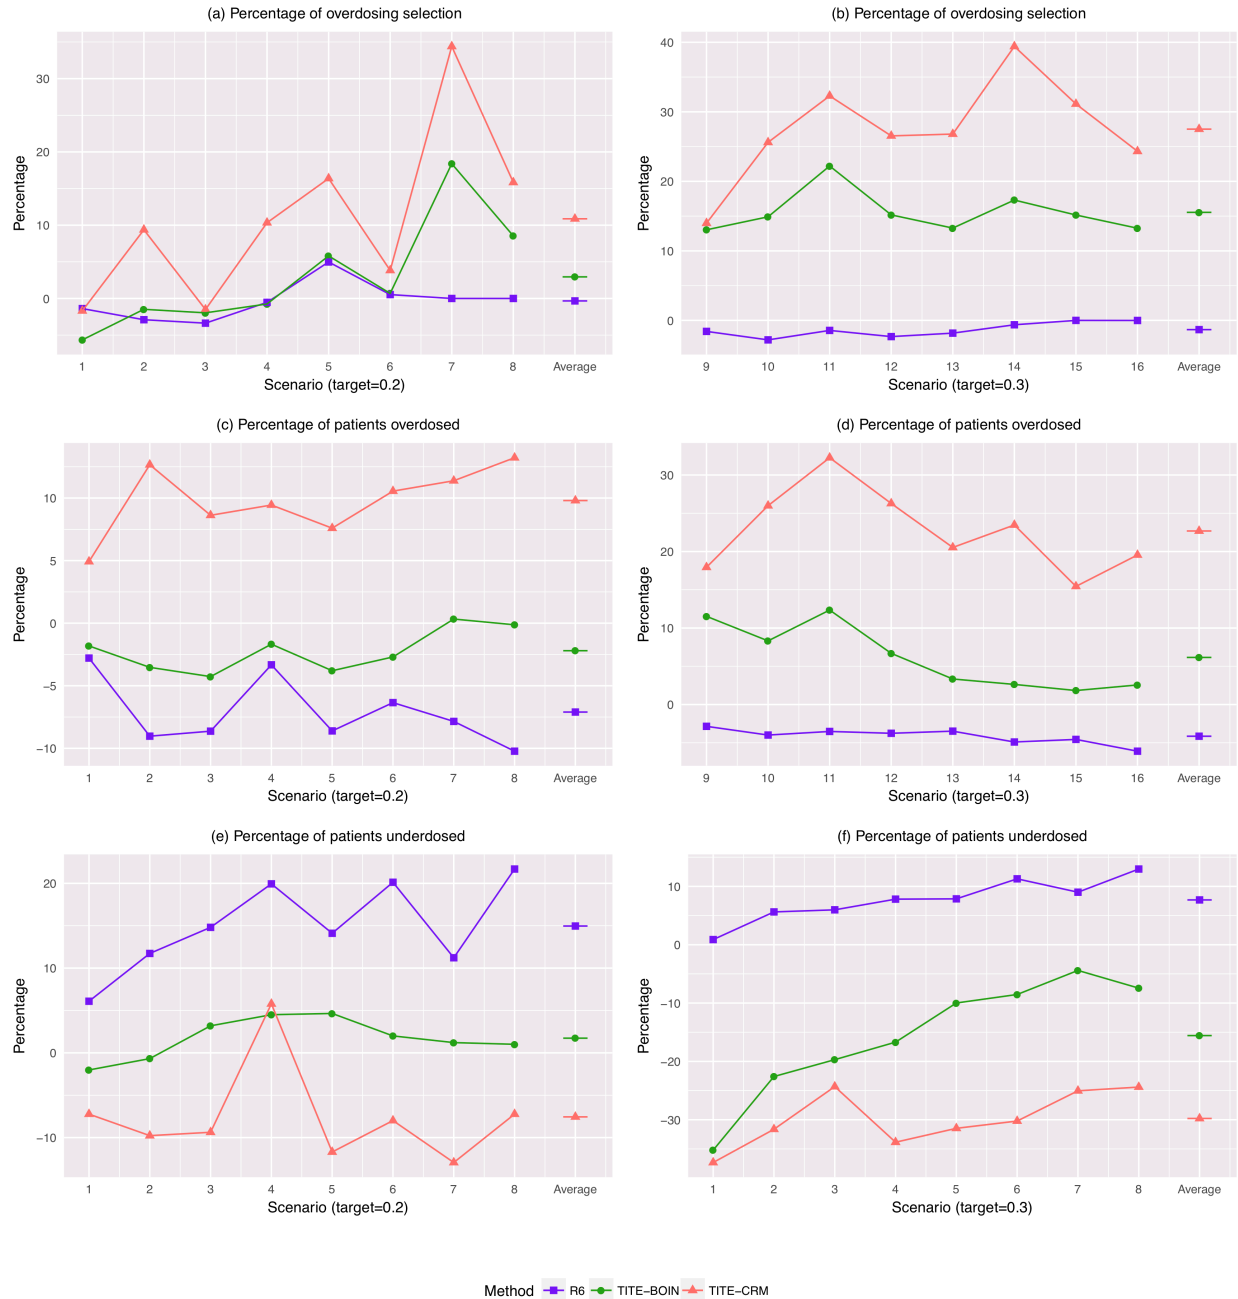 (a) Percentage of overdosing selection
Percentage
30
20
10
0
1 2 3 4 5 6 7 8 Average
Scenario (target=0.2)
(b) Percentage of overdosing selection
Percentage
40
30
20
10
0
9 10 11 12 13 14 15 16 Average
Scenario (target=0.3)
(c) Percentage of patients overdosed
Percentage
10
5
0
−5
−10
1 2 3 4 5 6 7 8 Average
Scenario (target=0.2)
(d) Percentage of patients overdosed
Percentage
30
20
10
0
9 10 11 12 13 14 15 16 Average
Scenario (target=0.3)
(e) Percentage of patients underdosed
Percentage
20
10
0
−10
1 2 3 4 5 6 7 8 Average
Scenario (target=0.2)
(f) Percentage of patients underdosed
Percentage
10
0
−10
−20
−30
1 2 3 4 5 6 7 8 Average
Scenario (target=0.3)
Method R6 TITE−BOIN TITE−CRM